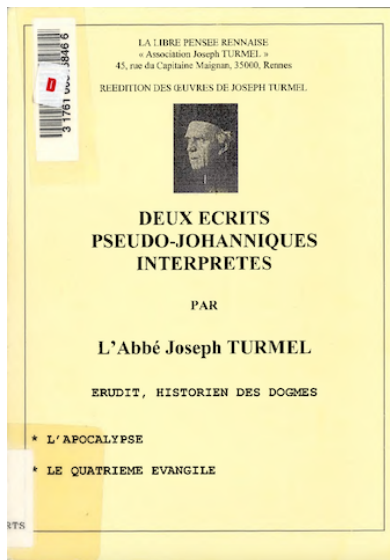 LA LIBRE PENSEE RENNAISE
« Association Joseph TURMEL »
45, rue du Capitaine Maignan, 35000, Rennes
REEDITION DES ŒUVRES DE JOSEPH TURMEL
DEUX ECRITS
PSEUDO-JOHANNIQUES
INTERPRETES
PAR
L'Abbé Joseph TURMEL
ERUDIT, HISTORIEN DES DOGMES
* L'APOCALYPSE
* LE QUATRIEME EVANGILE
RTS